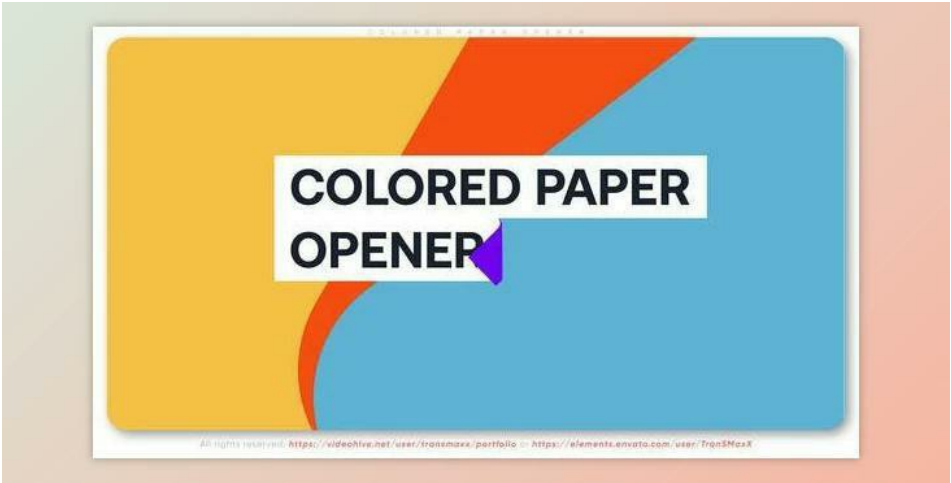 COLORED PAPER OPENER
COLORED PAPER
OPENER
All rights reserved. https://videohive.net/user/transmaxx/portfolio or https://elements.envato.com/user/TranSMaxX